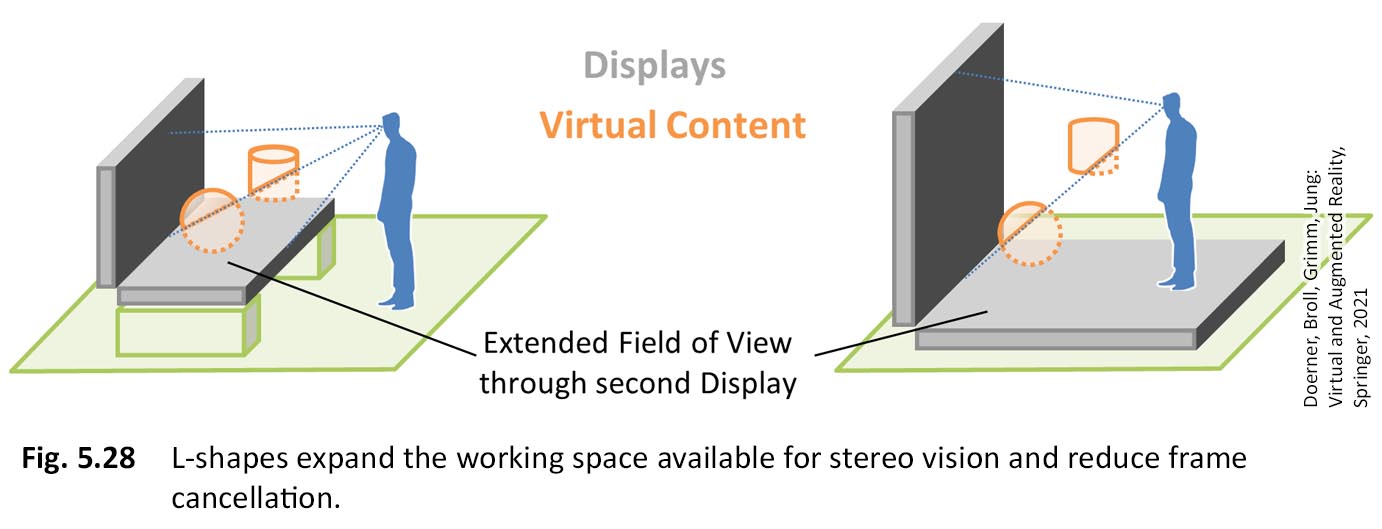 Displays
Virtual Content
Extended Field of View
through second Display
Doerner, Broll, Grimm, Jung:
Virtual and Augmented Reality,
Springer, 2021
Fig. 5.28 L-shapes expand the working space available for stereo vision and reduce frame
cancellation.